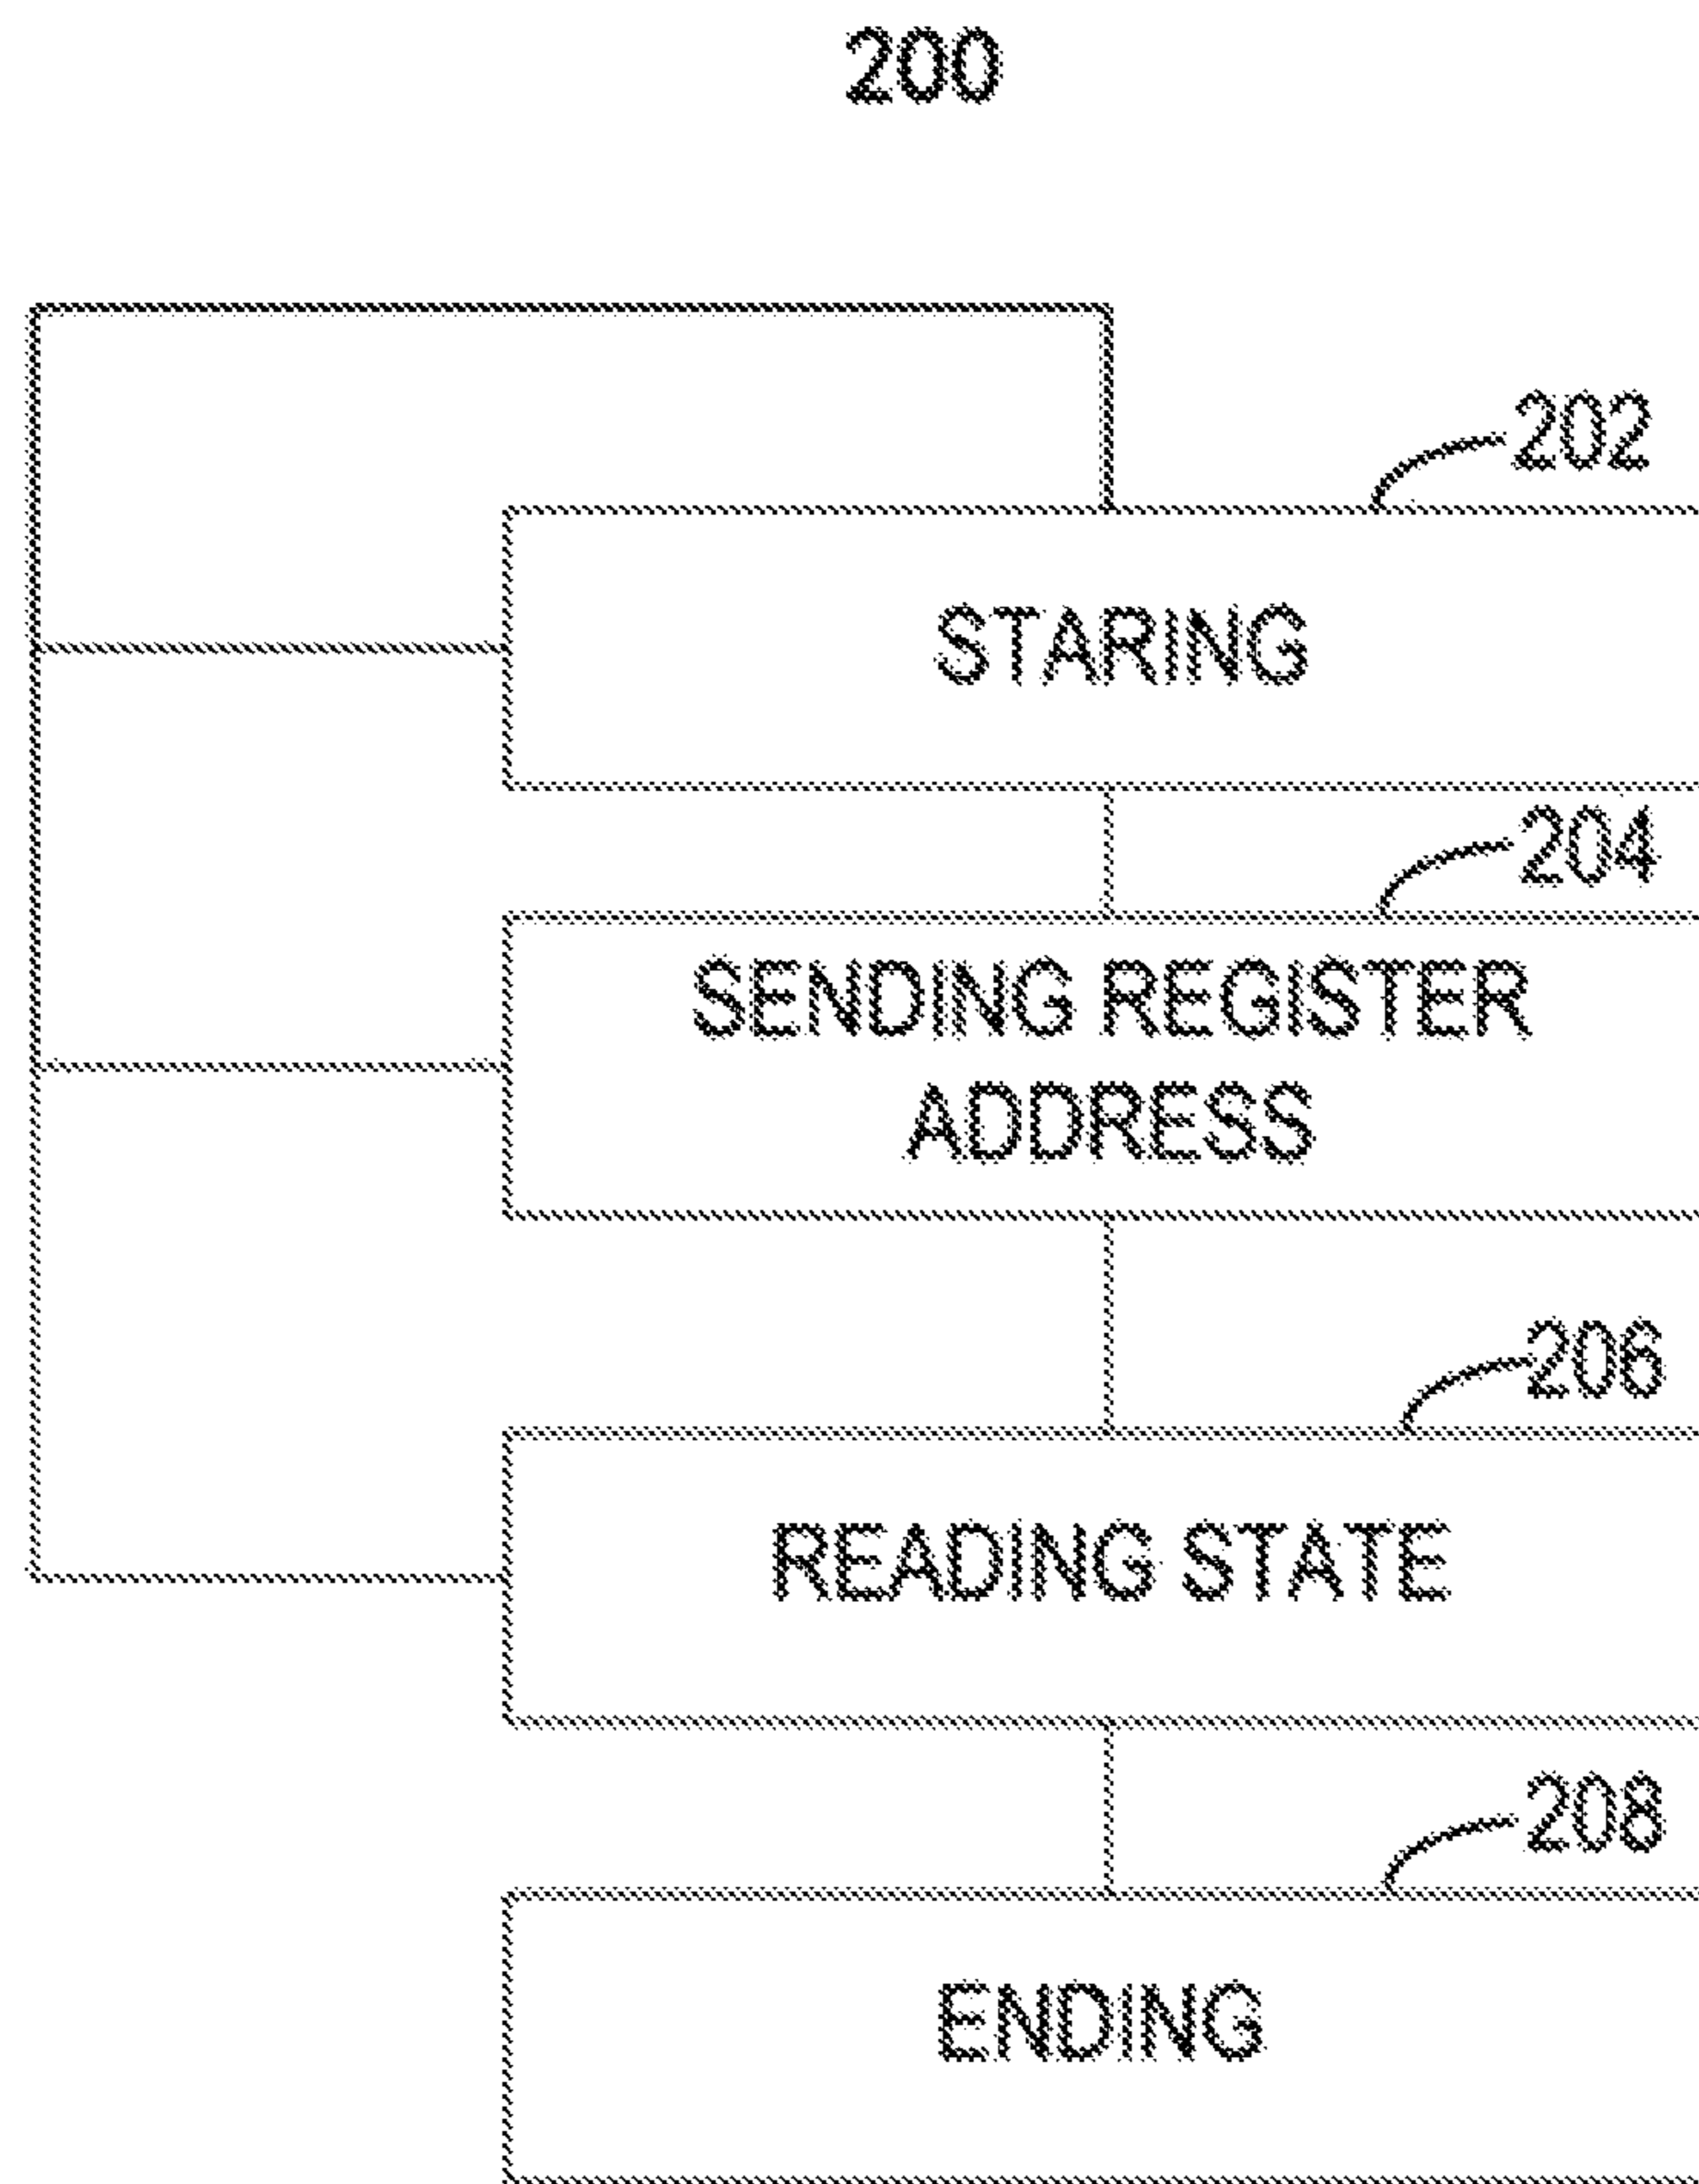 200
202
STARING
204
SENDING REGISTER
ADDRESS
206
READING STATE
208
ENDING